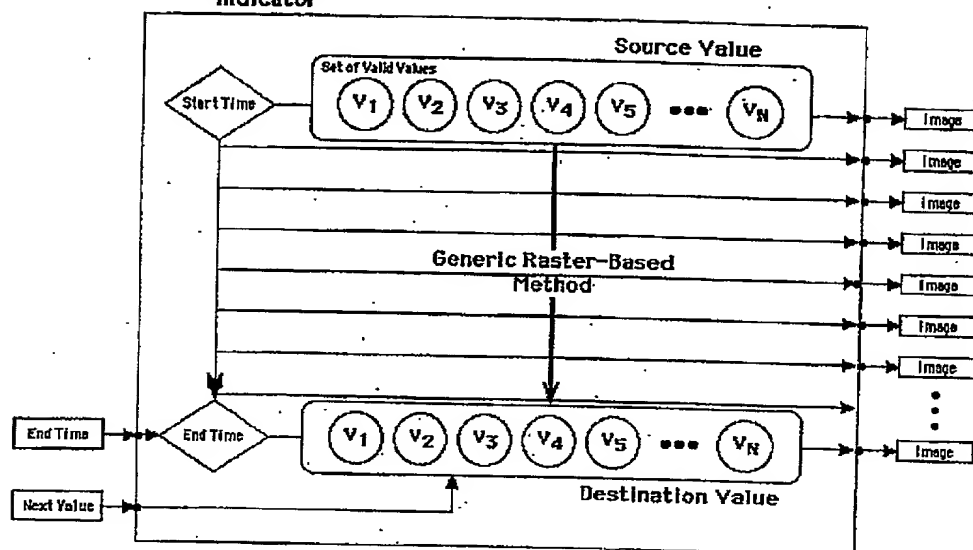 Indicator
Source Value
Set of Valid Values
Start Time
V1 V2 V3 V4 V5 ••• VN
Image
Image
Image
Image
Generic Raster-Based
Method
Image
Image
Image
End Time
End Time
V1 V2 V3 V4 V5 ••• VN
Image
Destination Value
Next Value